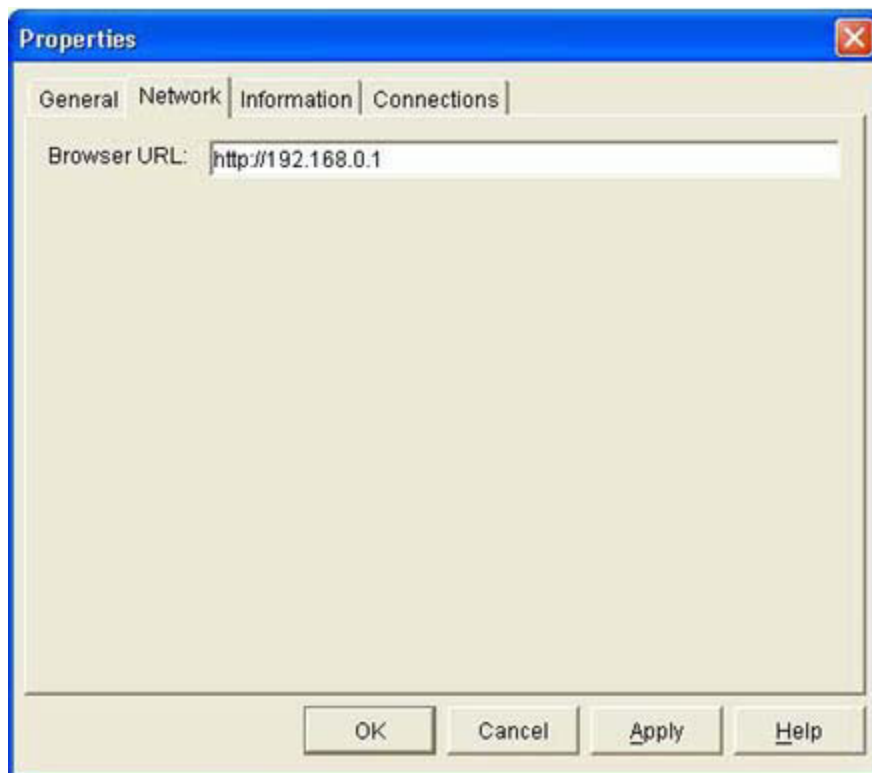 Properties
General Network Information Connections
Browser URL: http://192.168.0.1
OK Cancel Apply Help